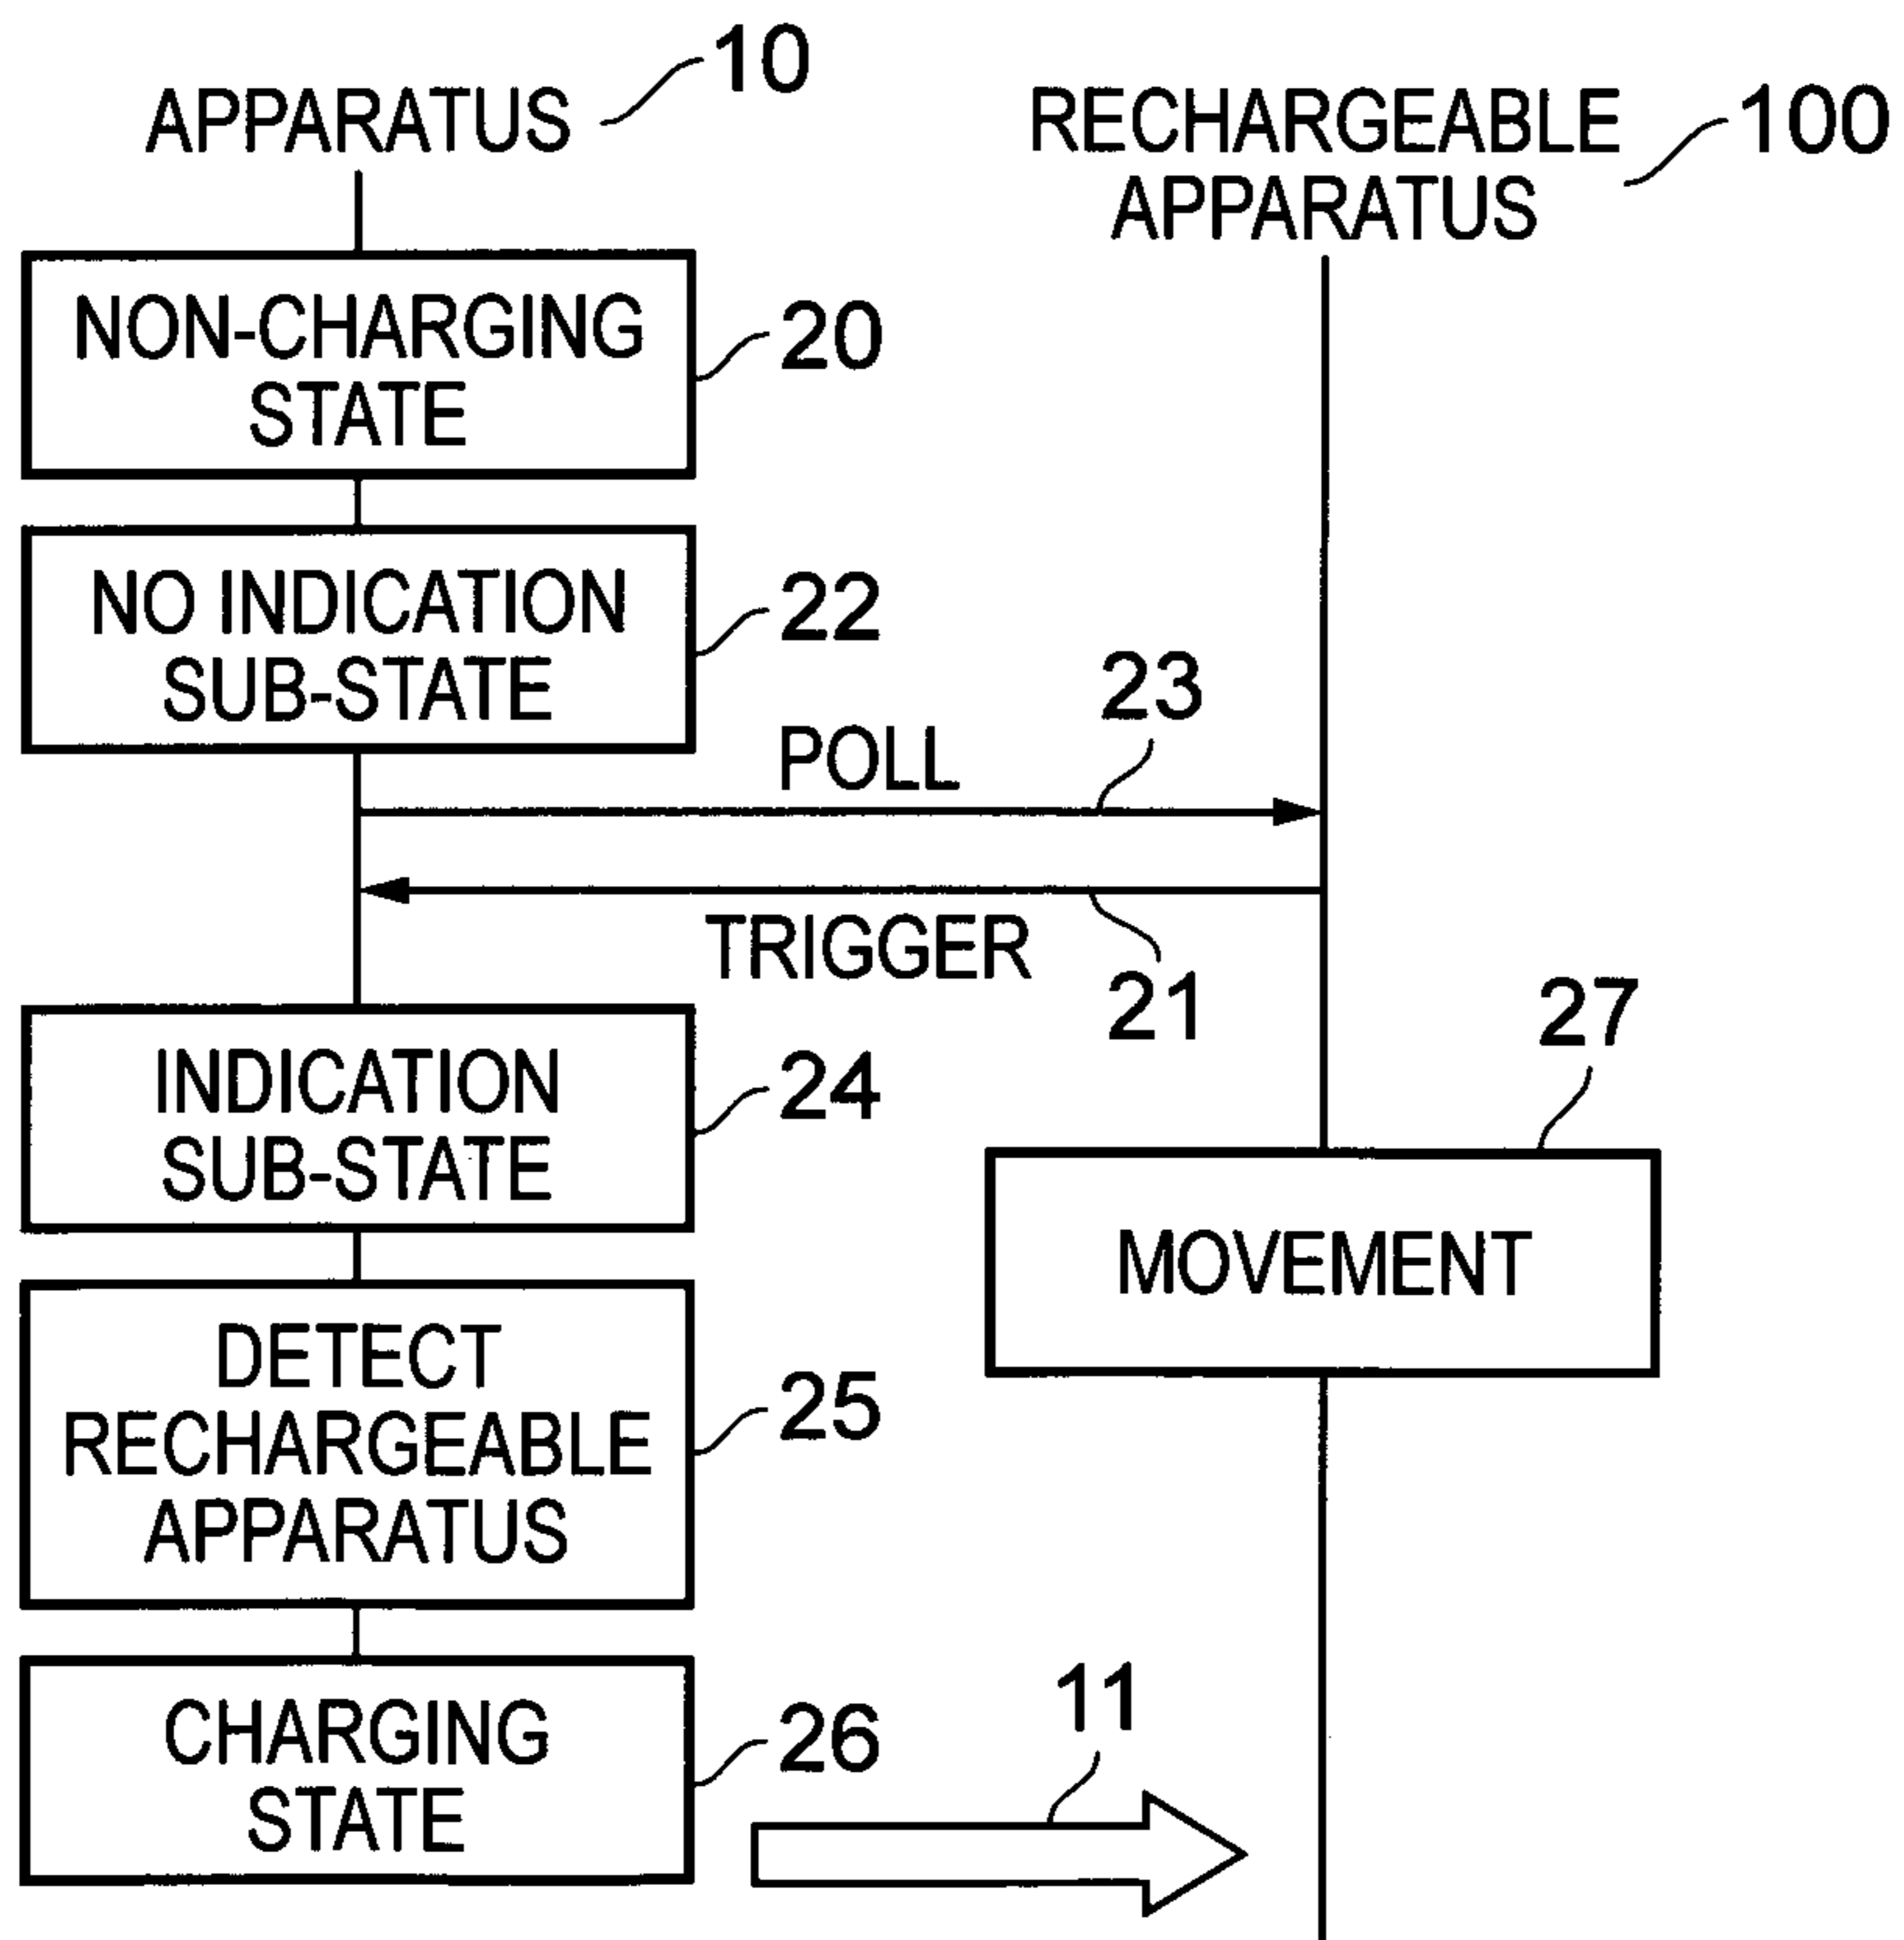 APPARATUS
10
RECHARGEABLE
APPARATUS
100
NON-CHARGING
STATE
20
NO INDICATION
SUB-STATE
22
POLL
23
TRIGGER
21
INDICATION
SUB-STATE
24
27
MOVEMENT
DETECT
RECHARGEABLE
APPARATUS
25
CHARGING
STATE
26
11